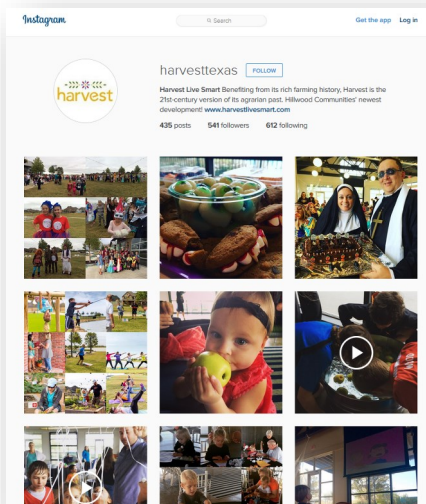 Instagram
Search
Get the app Log in
harvest
harvesttexas FOLLOW
Harvest Live Smart Benefiting from its rich farming history, Harvest is the
21st-century version of its agrarian past. Hillwood Communities' newest
development! www.harvestlivesmart.com
435 posts 541 followers 612 following